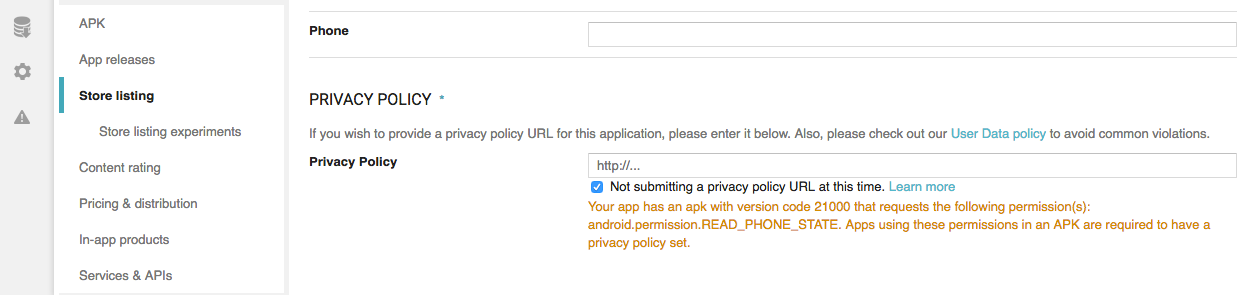 APK
App releases
Store listing
Store listing experiments
Content rating
Pricing & distribution
In-app products
Services & APIs
Phone
PRIVACY POLICY *
If you wish to provide a privacy policy URL for this application, please enter it below. Also, please check out our User Data policy to avoid common violations.
Privacy Policy
http://...
Not submitting a privacy policy URL at this time. Learn more
Your app has an apk with version code 21000 that requests the following permission(s):
android.permission.READ_PHONE_STATE. Apps using these permissions in an APK are required to have a
privacy policy set.